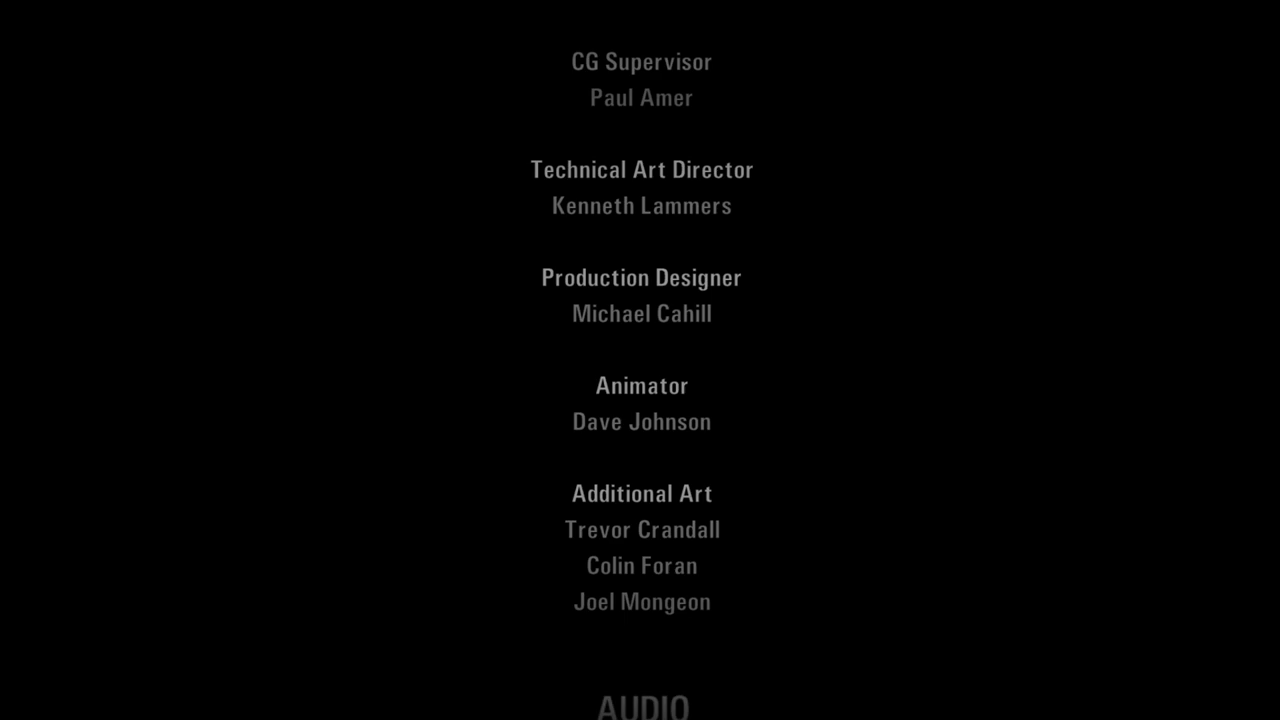 CG Supervisor
Paul Amer
Technical Art Director
Kenneth Lammers
Production Designer
Michael Cahill
Animator
Dave Johnson
Additional Art
Trevor Crandall
Colin Foran
Joel Mongeon
AUDIO